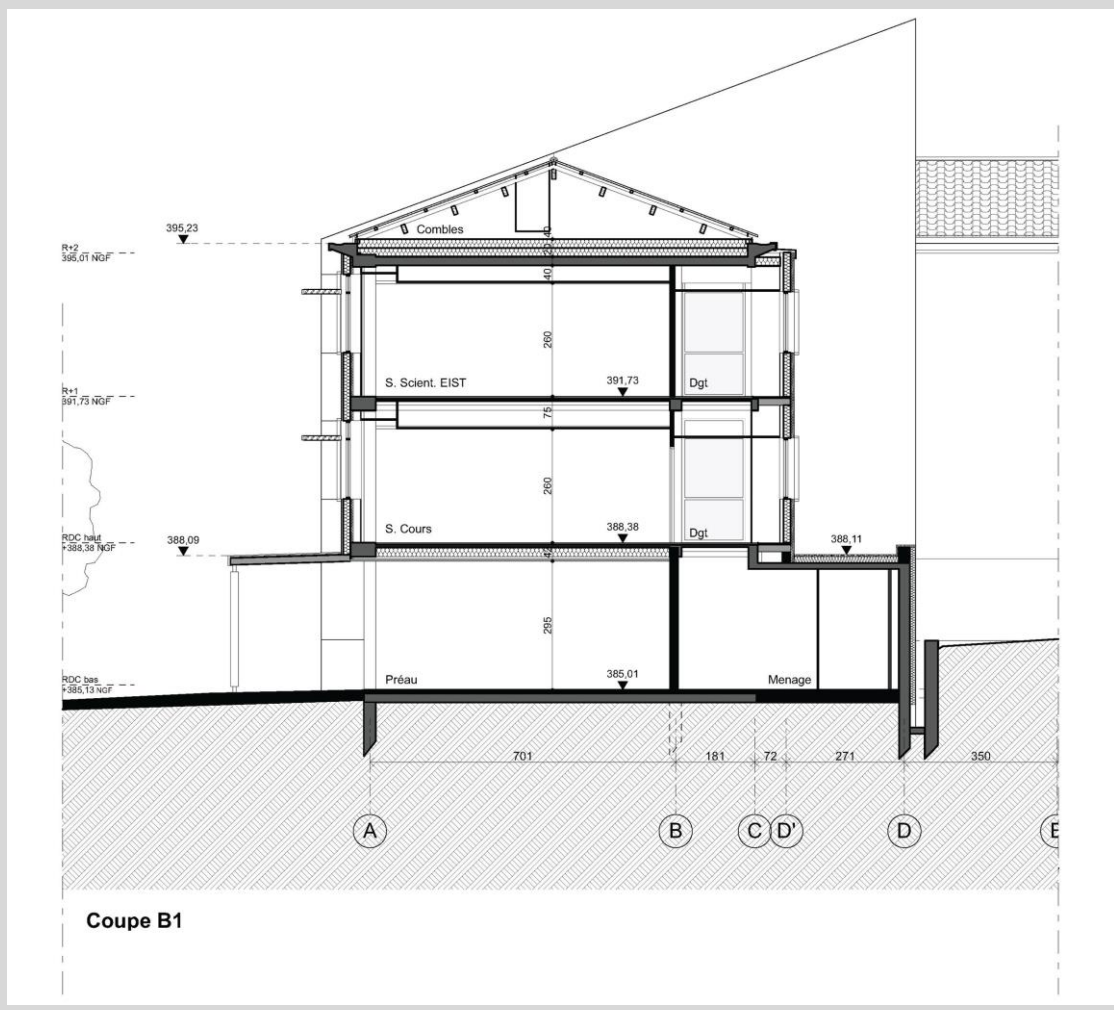 395,23
R+2
395,01 NGF
Combles
40
20
40
260
S. Scient. EIST
391,73
Dgt
R+1
391,73 NGF
75
260
S. Cours
388,38
Dgt
RDC haut
+388,38 NGF
388,09
388,11
42
295
Préau
385,01
Menage
RDC bas
+385,13 NGF
701
181
72
271
350
A
B
C
D'
D
E
Coupe B1